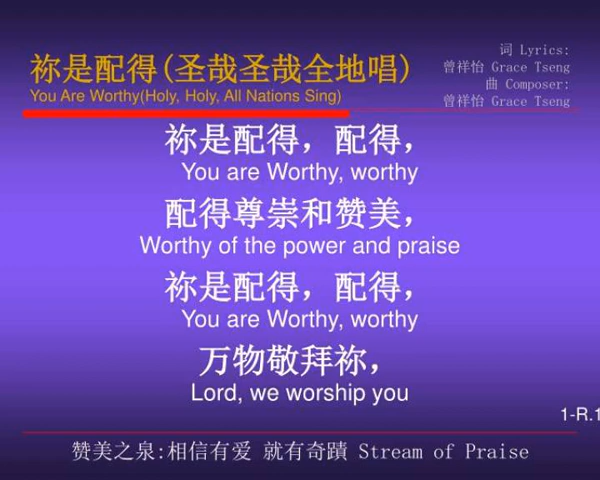 祢是配得(圣哉圣哉全地唱)
You Are Worthy(Holy, Holy, All Nations Sing)
词 Lyrics:
曾祥怡 Grace Tseng
曲 Composer:
曾祥怡 Grace Tseng
祢是配得，配得，
You are Worthy, worthy
配得尊崇和赞美，
Worthy of the power and praise
祢是配得，配得，
You are Worthy, worthy
万物敬拜祢，
Lord, we worship you
1-R.1
赞美之泉:相信有爱 就有奇蹟 Stream of Praise